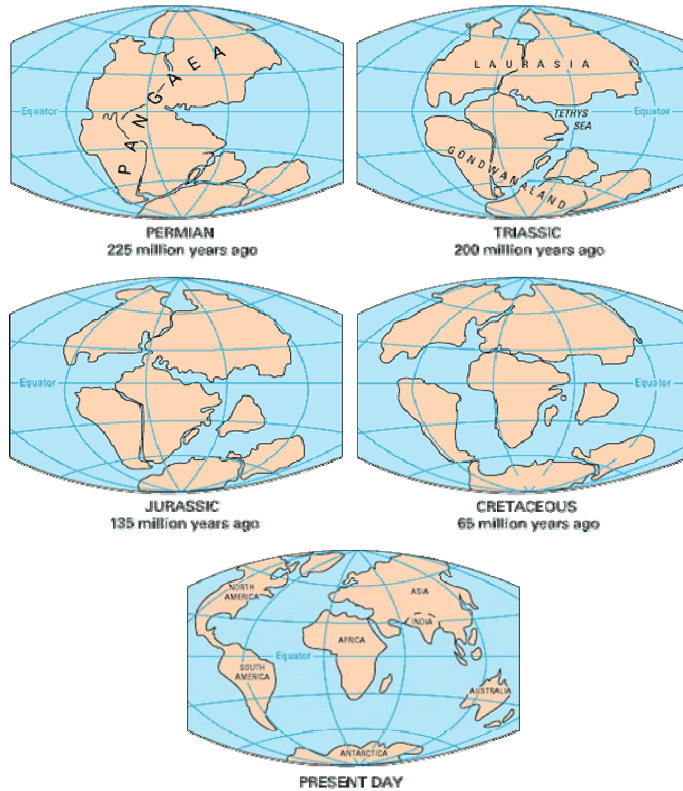 PANGAEA
Equator
PERMIAN
225 million years ago
LAURASIA
TETHYS
SEA
Equator
GONDWANALAND
TRIASSIC
200 million years ago
Equator
JURASSIC
135 million years ago
Equator
CRETACEOUS
65 million years ago
NORTH
AMERICA
ASIA
INDIA
AFRICA
Equator
SOUTH
AMERICA
AUSTRALIA
ANTARCTICA
PRESENT DAY